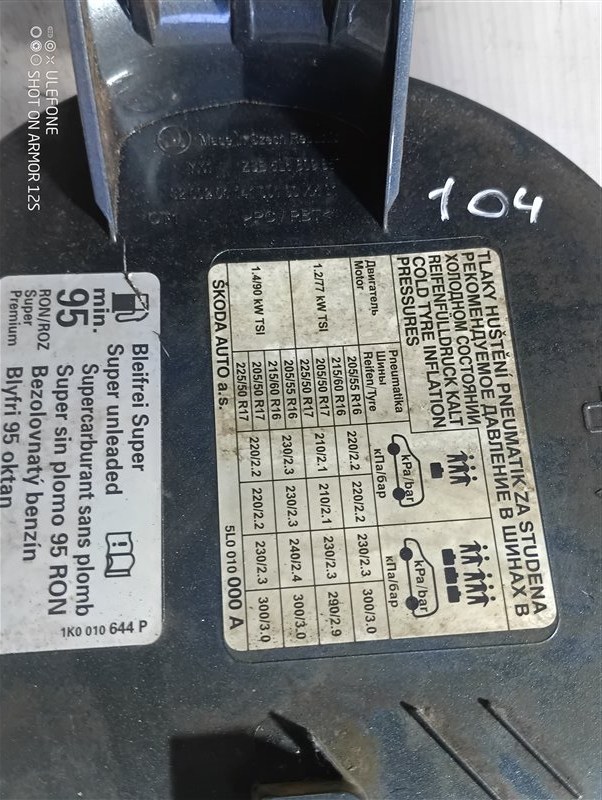 ULEFONE
SHOT ON ARMOR 12S
104
Made in Czech
TLAKY HUŠTĚNÍ PNEUMATIK ZA STUDENA
РЕКОМЕНДУЕМОЕ ДАВЛЕНИЕ В ШИНАХ В
ХОЛОДНОМ СОСТОЯНИИ
REIFENFÜLLDRUCK KALT
COLD TYRE INFLATION
PRESSURES
kPa/bar kPa/bar
Двигатель Pneumatika кПа/бар кПа/бар
Motor Шины
Reifen/Tyre
1.2/77 kW TSI 205/55 R16 220/2.2 220/2.2 230/2.3 300/3.0
215/60 R16
205/50 R17 210/2.1 210/2.1 230/2.3 290/2.9
225/50 R17
1.4/90 kW TSI 205/55 R16 230/2.3 230/2.3 240/2.4 300/3.0
215/60 R16
205/50 R17 220/2.2 220/2.2 230/2.3 300/3.0
225/50 R17
ŠKODA AUTO a.s. 5L0 010 000 A
min.
95
RON/ROZ
Super
Premium
Bleifrei Super
Super unleaded
Supercarburant sans plomb
Super sin plomo 95 RON
Bezolovnatý benzín
Blyfri 95 oktan
1K0 010 644 P